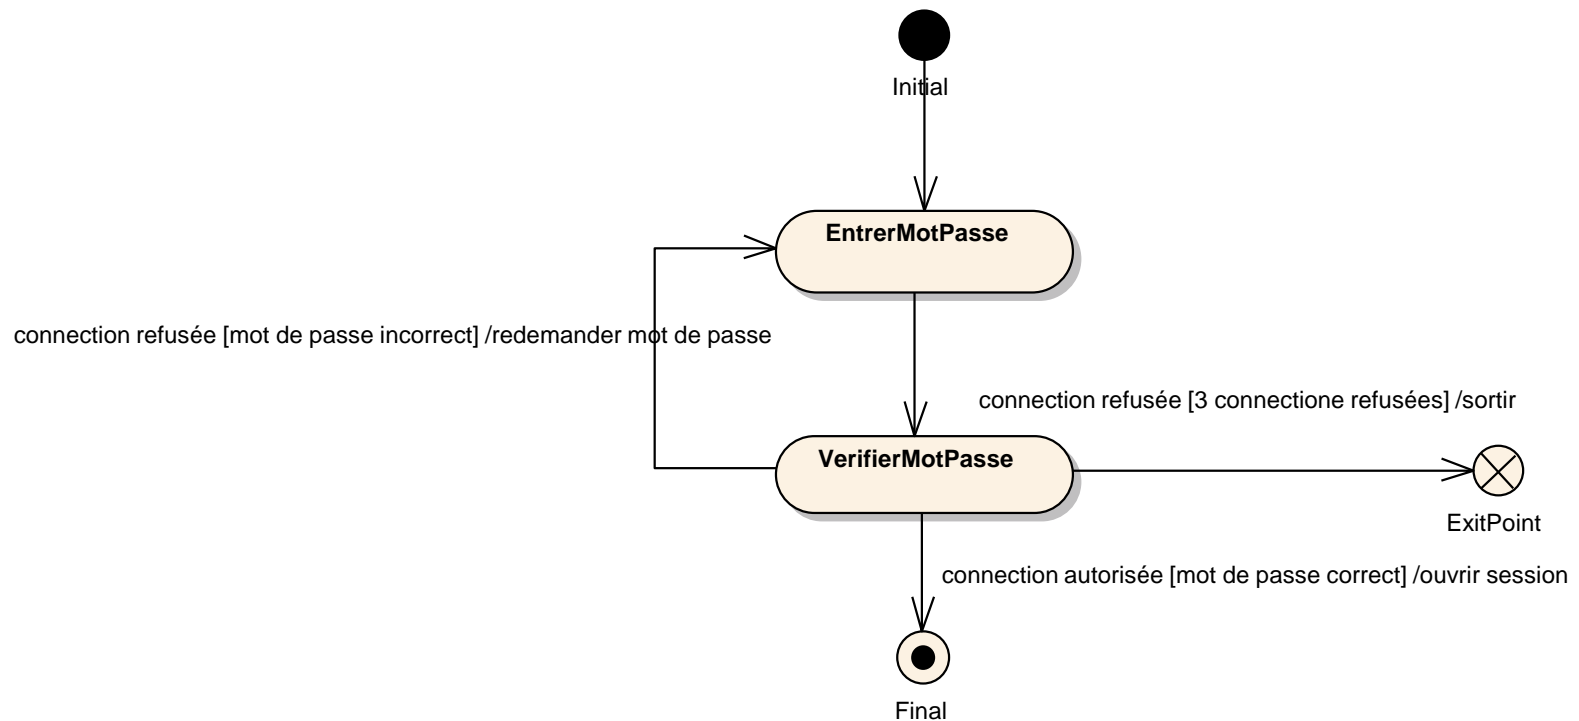 Initial
EntrerMotPasse
connection refusée [mot de passe incorrect] /redemander mot de passe
connection refusée [3 connectione refusées] /sortir
VerifierMotPasse
ExitPoint
connection autorisée [mot de passe correct] /ouvrir session
Final